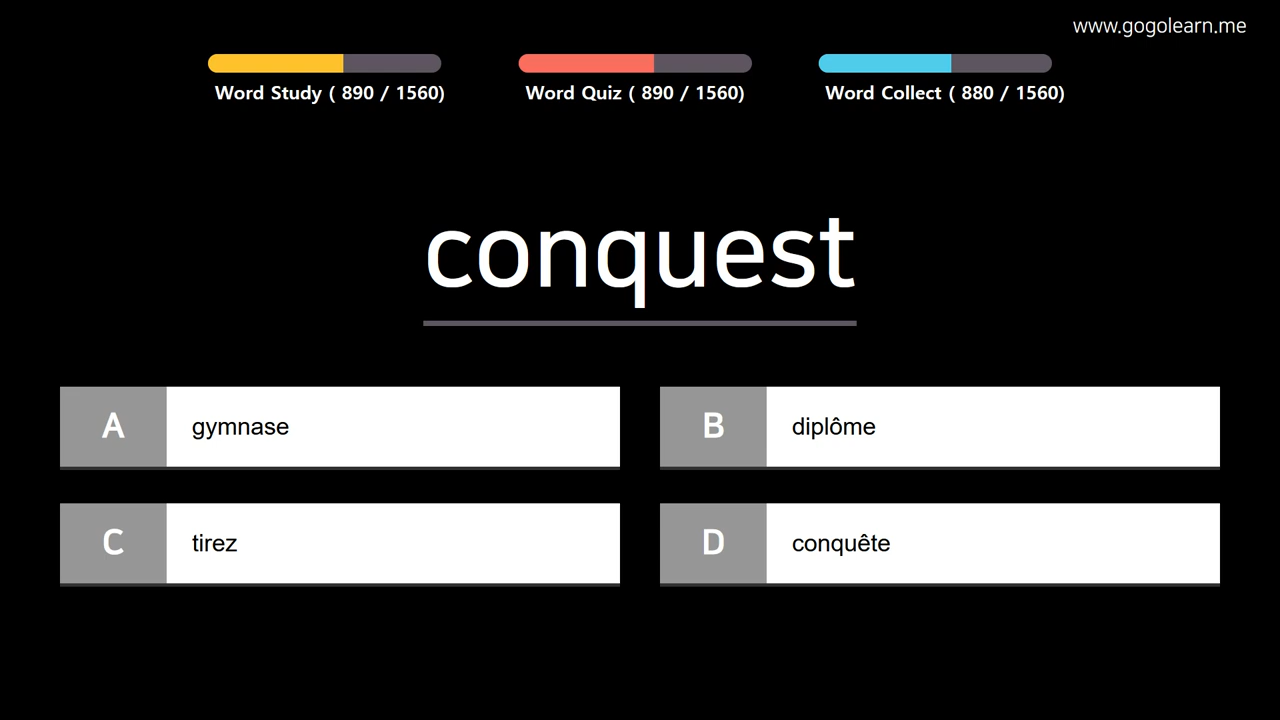 www.gogolearn.me
Word Study ( 890 / 1560)
Word Quiz ( 890 / 1560)
Word Collect ( 880 / 1560)
conquest
A gymnase
B diplôme
C tirez
D conquête